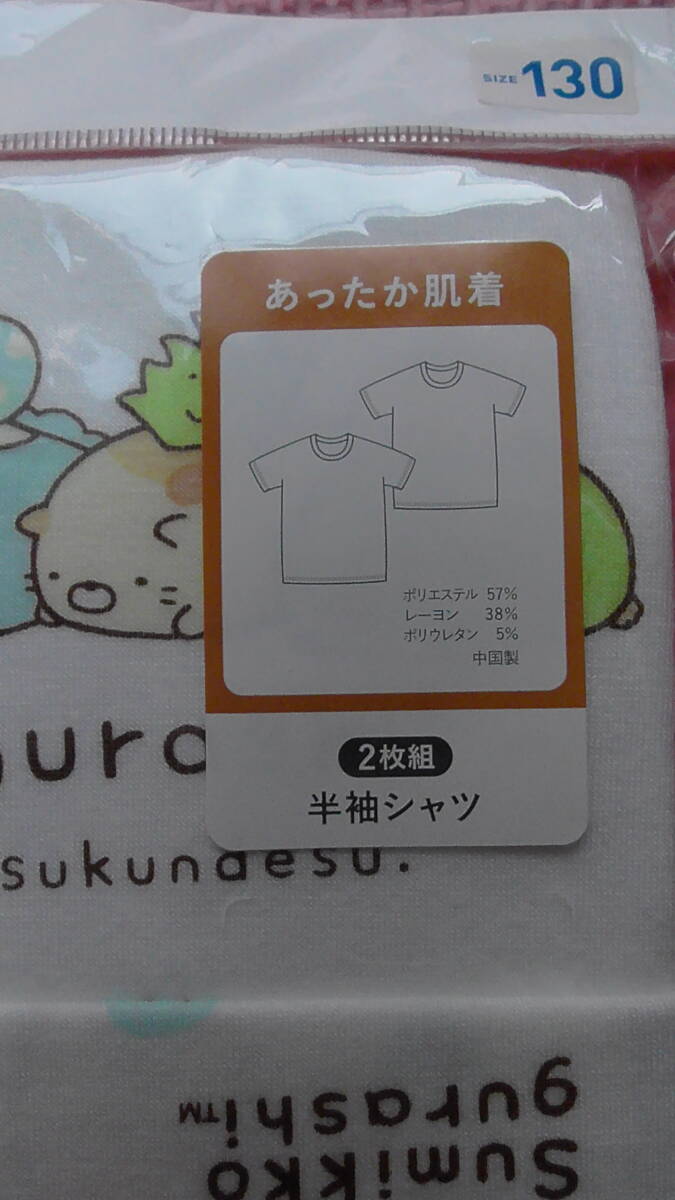 SIZE 130
あったか肌着
ポリエステル 57%
レーヨン 38%
ポリウレタン 5%
中国製
2枚組
半袖シャツ
gura
sukundesu.
Sumikko
gurashi™